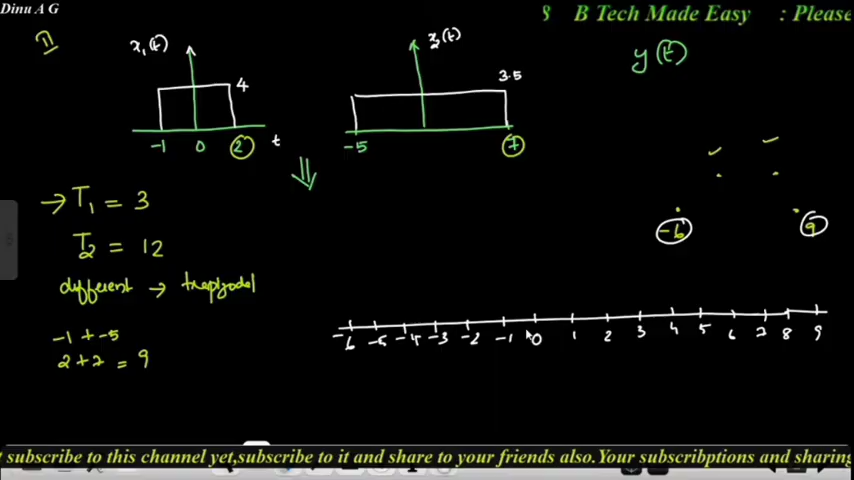 Dinu A G
8 B Tech Made Easy : Please
II
x₁(t)
4
-1 0 2 t
x₂(t)
3.5
-5 7
y(t)
→ T₁ = 3
T₂ = 12
different → trapzodel
-1 + -5
2 + 7 = 9
-6 9
-6 -5 -4 -3 -2 -1 0 1 2 3 4 5 6 7 8 9
t subscribe to this channel yet,subscribe to it and share to your friends also.Your subscribptions and sharing